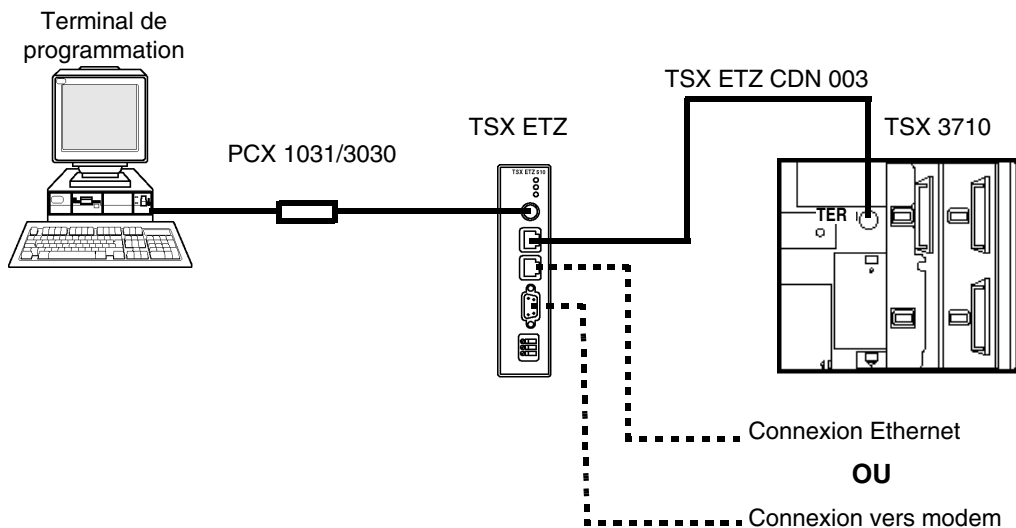 Terminal de
programmation
PCX 1031/3030
TSX ETZ
TSX ETZ 510
TSX ETZ CDN 003
TSX 3710
TER
Connexion Ethernet
OU
Connexion vers modem